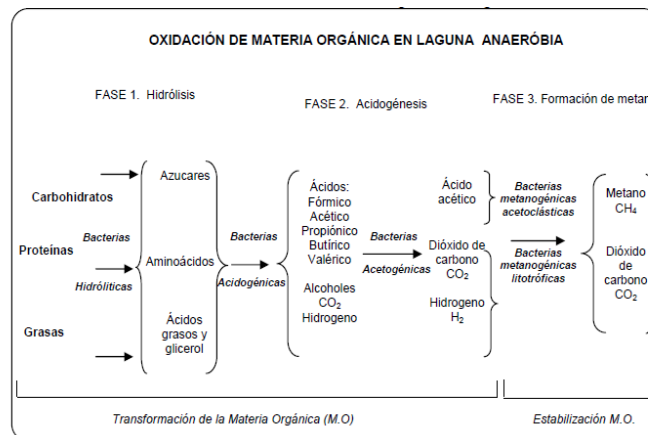 OXIDACIÓN DE MATERIA ORGÁNICA EN LAGUNA ANAERÓBIA
FASE 1. Hidrólisis
FASE 2. Acidogénesis
FASE 3. Formación de metan
Carbohidratos
Proteínas
Grasas
Bacterias
Hidrólíticas
Azucares
Aminoácidos
Ácidos
grasos y
glicerol
Bacterias
Acidogénicas
Ácidos:
Fórmico
Acético
Propiónico
Butírico
Valérico
Alcoholes
CO2
Hidrogeno
Bacterias
Acetogénicas
Ácido
acético
Dióxido de
carbono
CO2
Hidrogeno
H2
Bacterias
metanogénicas
acetoclásticas
Bacterias
metanogénicas
litotróficas
Metano
CH4
Dióxido
de
carbono
CO2
Transformación de la Materia Orgánica (M.O)
Estabilización M.O.